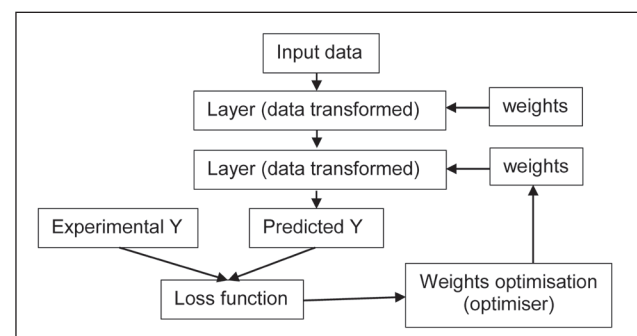 Input data
Layer (data transformed)
weights
Layer (data transformed)
weights
Experimental Y
Predicted Y
Loss function
Weights optimisation
(optimiser)